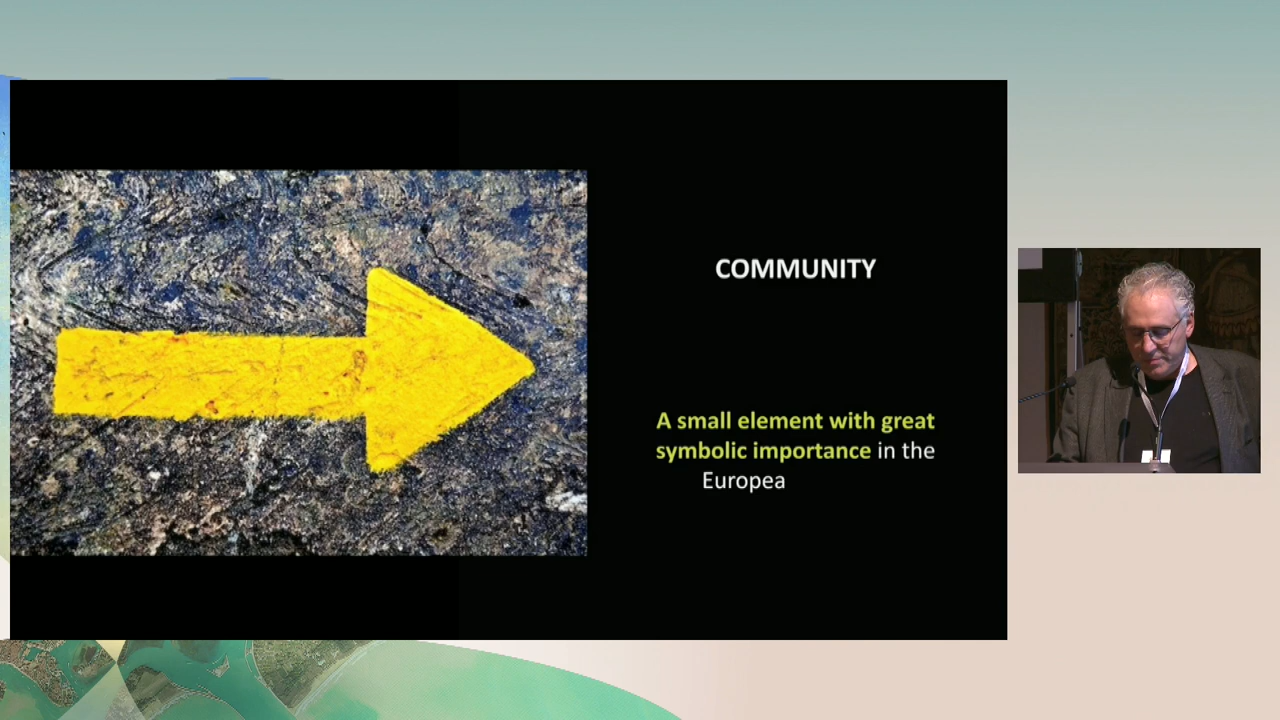 COMMUNITY
A small element with great
symbolic importance in the
Europea